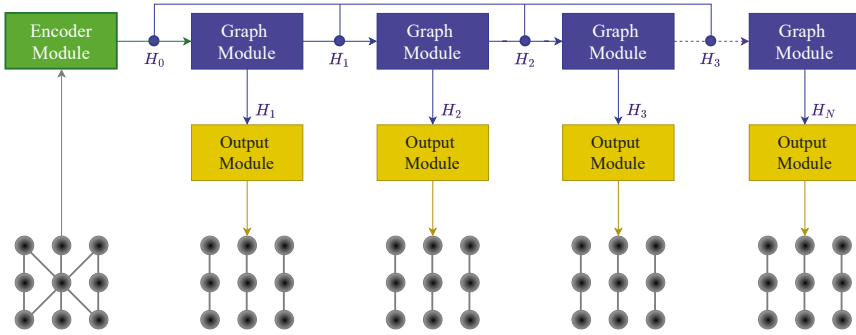 Encoder
Module
Graph
Module
Graph
Module
Graph
Module
Graph
Module
H₀
H₁
H₂
H₃
H₁
H₂
H₃
H_N
Output
Module
Output
Module
Output
Module
Output
Module